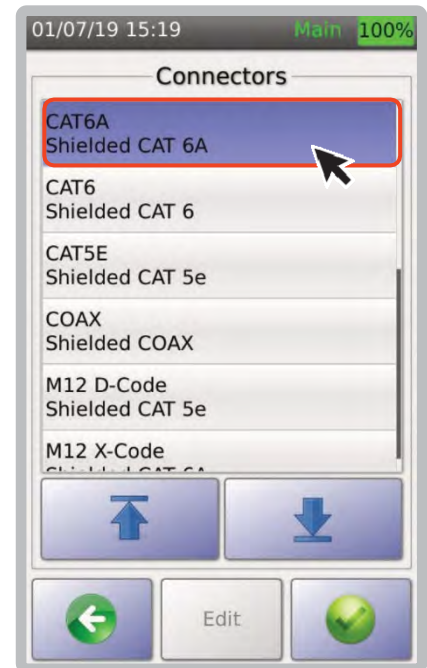 01/07/19 15:19 Main 100%
Connectors
CAT6A
Shielded CAT 6A
CAT6
Shielded CAT 6
CAT5E
Shielded CAT 5e
COAX
Shielded COAX
M12 D-Code
Shielded CAT 5e
M12 X-Code
Edit